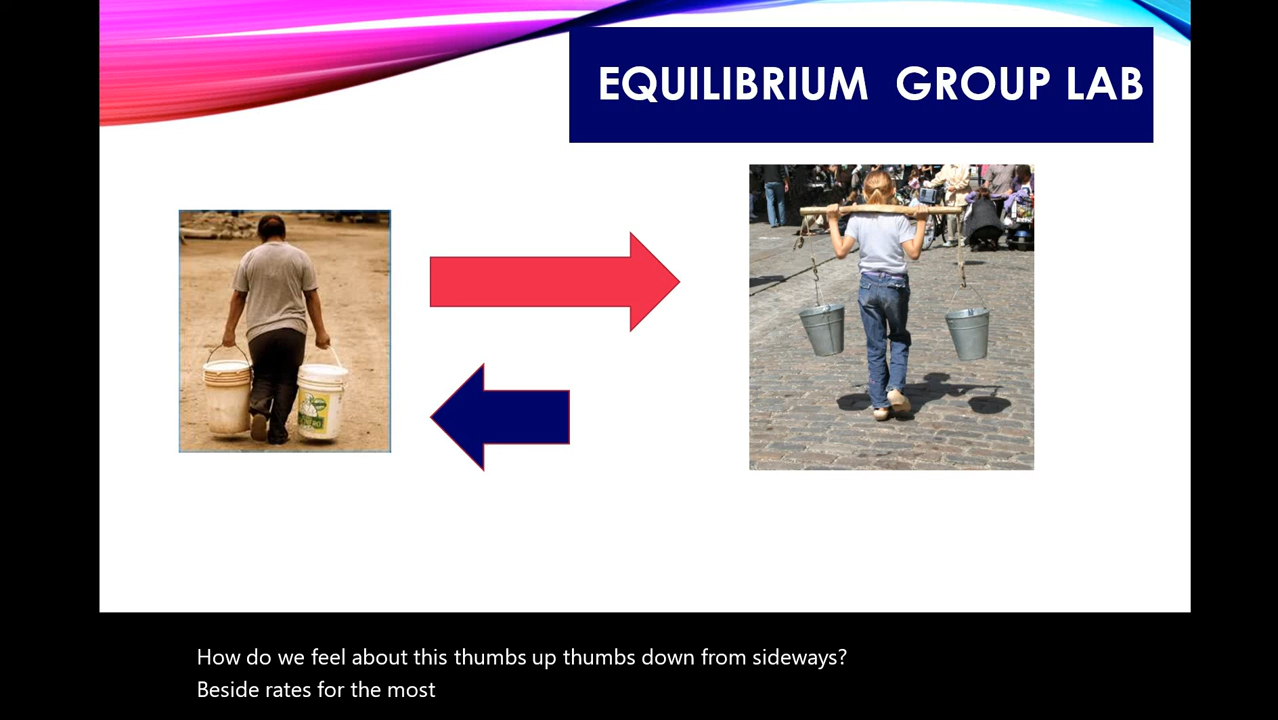 EQUILIBRIUM GROUP LAB
How do we feel about this thumbs up thumbs down from sideways?
Beside rates for the most